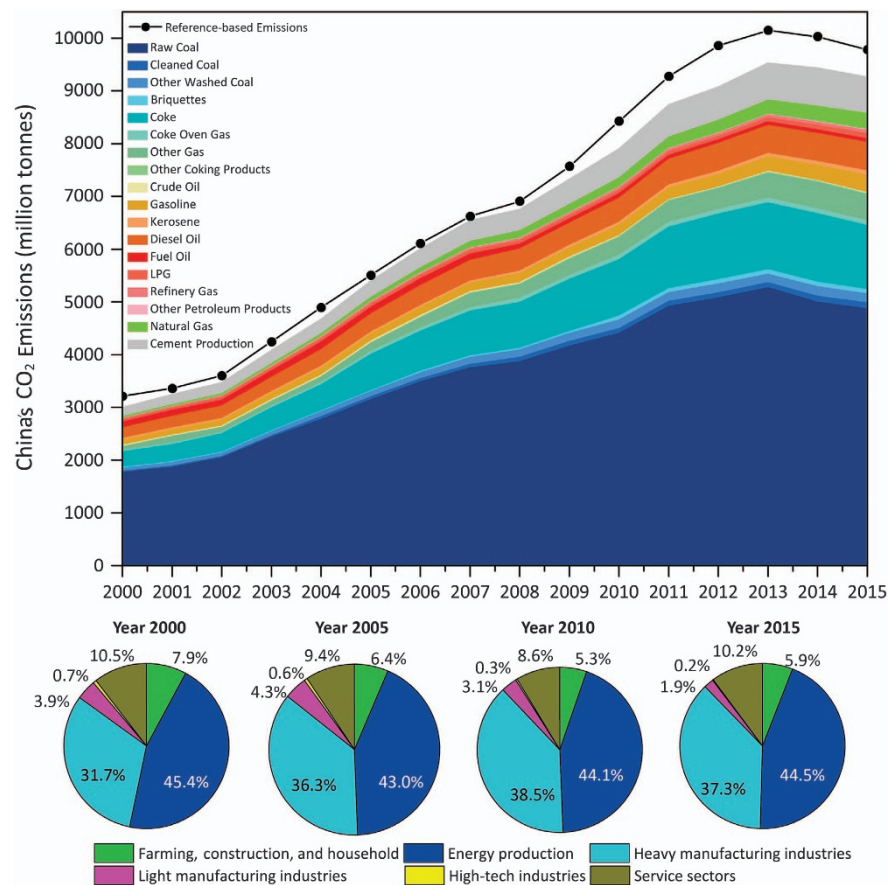 10000
9000
8000
7000
6000
5000
4000
3000
2000
1000
0
China's CO₂ Emissions (million tonnes)
Reference-based Emissions
Raw Coal
Cleaned Coal
Other Washed Coal
Briquettes
Coke
Coke Oven Gas
Other Gas
Other Coking Products
Crude Oil
Gasoline
Kerosene
Diesel Oil
Fuel Oil
LPG
Refinery Gas
Other Petroleum Products
Natural Gas
Cement Production
2000 2001 2002 2003 2004 2005 2006 2007 2008 2009 2010 2011 2012 2013 2014 2015
Year 2000
10.5%
7.9%
0.7%
3.9%
31.7%
45.4%
Year 2005
9.4%
6.4%
0.6%
4.3%
36.3%
43.0%
Year 2010
8.6%
5.3%
0.3%
3.1%
38.5%
44.1%
Year 2015
10.2%
5.9%
0.2%
1.9%
37.3%
44.5%
Farming, construction, and household
Energy production
Heavy manufacturing industries
Light manufacturing industries
High-tech industries
Service sectors